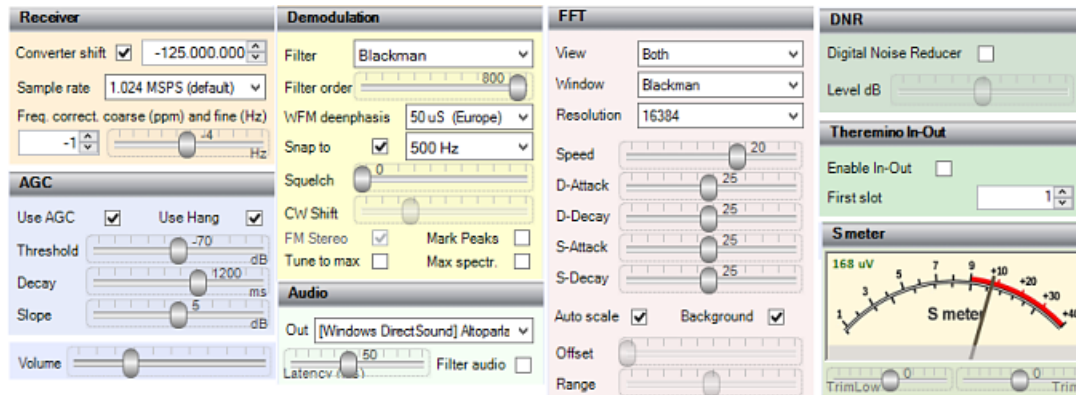 Receiver
Converter shift -125.000.000
Sample rate 1.024 MSPS (default)
Freq. correct. coarse (ppm) and fine (Hz)
-1 -4
Hz
AGC
Use AGC Use Hang
Threshold -70
dB
Decay 1200
ms
Slope 5
dB
Volume
Demodulation
Filter Blackman
Filter order 800
WFM deenphasis 50 uS (Europe)
Snap to 500 Hz
Squelch 0
CW Shift
FM Stereo Mark Peaks
Tune to max Max spectr.
Audio
Out [Windows DirectSound] Altoparla
50
Filter audio
FFT
View Both
Window Blackman
Resolution 16384
Speed 20
D-Attack 25
D-Decay 25
S-Attack 25
S-Decay 25
Auto scale Background
Offset
Range
DNR
Digital Noise Reducer
Level dB
Theremino In-Out
Enable In-Out
First slot 1
S meter
168 uV
1 3 5 7 9 +10 +20 +30 +40
S meter
0 0
TrimLow Trim